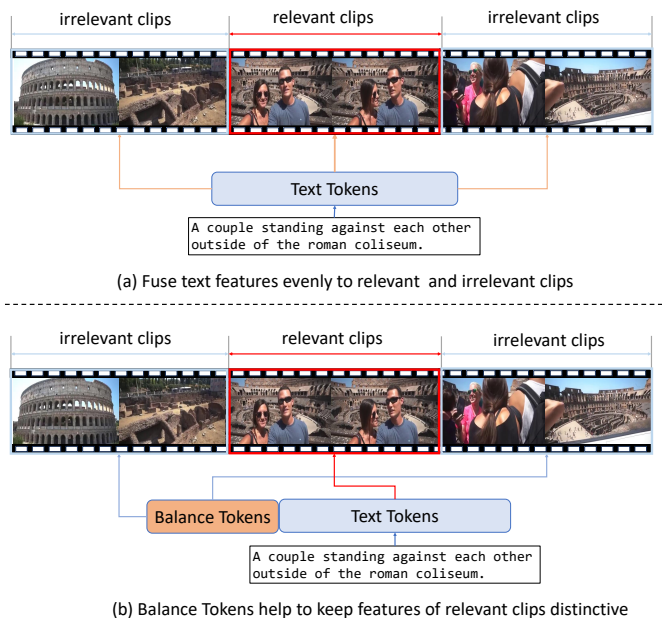 irrelevant clips relevant clips irrelevant clips
Text Tokens
A couple standing against each other
outside of the roman coliseum.
(a) Fuse text features evenly to relevant and irrelevant clips
irrelevant clips relevant clips irrelevant clips
Balance Tokens Text Tokens
A couple standing against each other
outside of the roman coliseum.
(b) Balance Tokens help to keep features of relevant clips distinctive